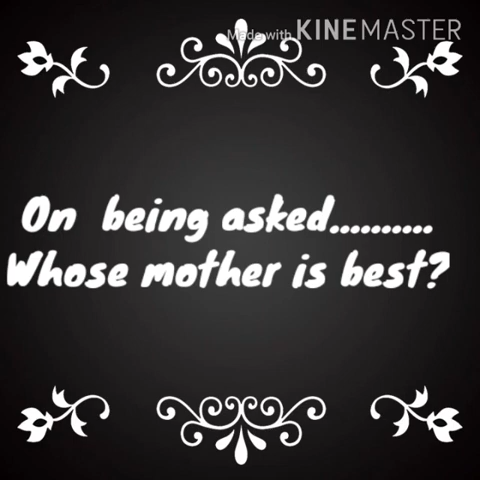 Made with KINEMASTER
On being asked..........
Whose mother is best?